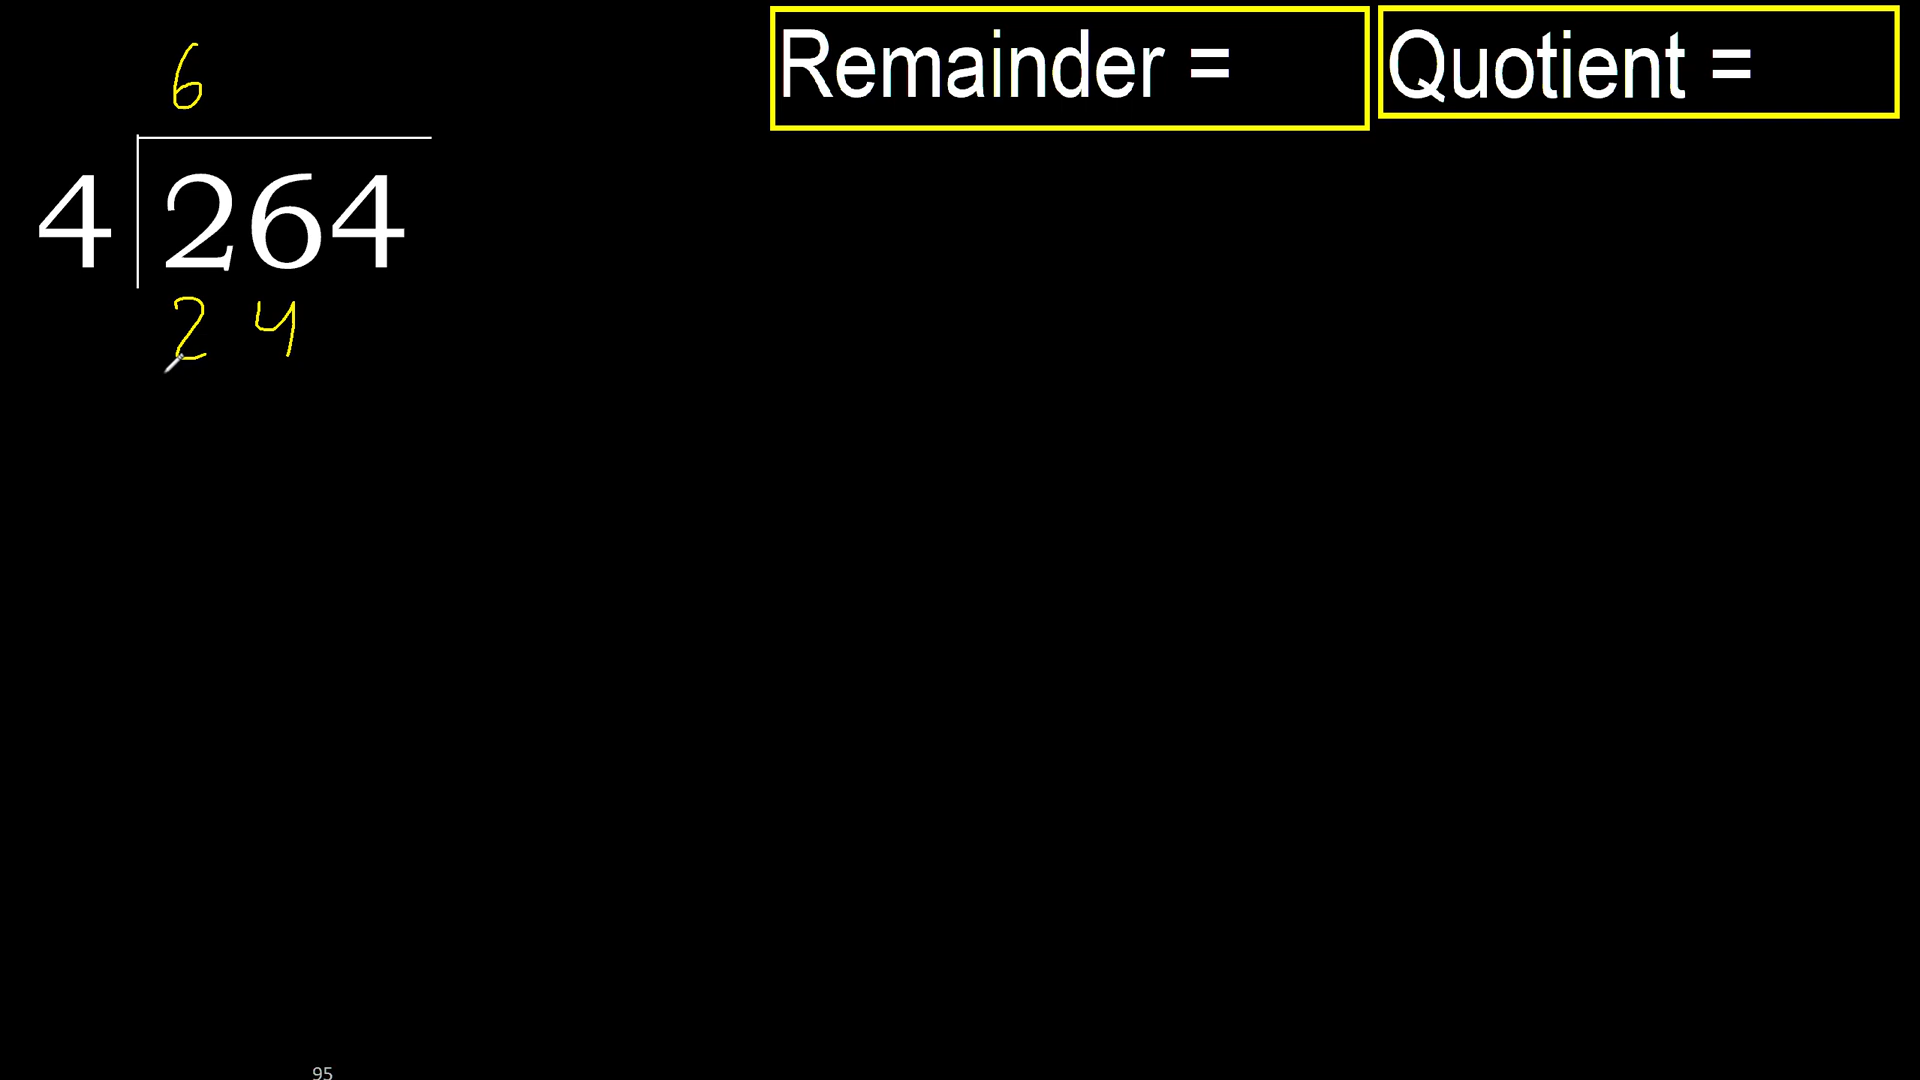 6
Remainder =
Quotient =
4 264
2 4
95